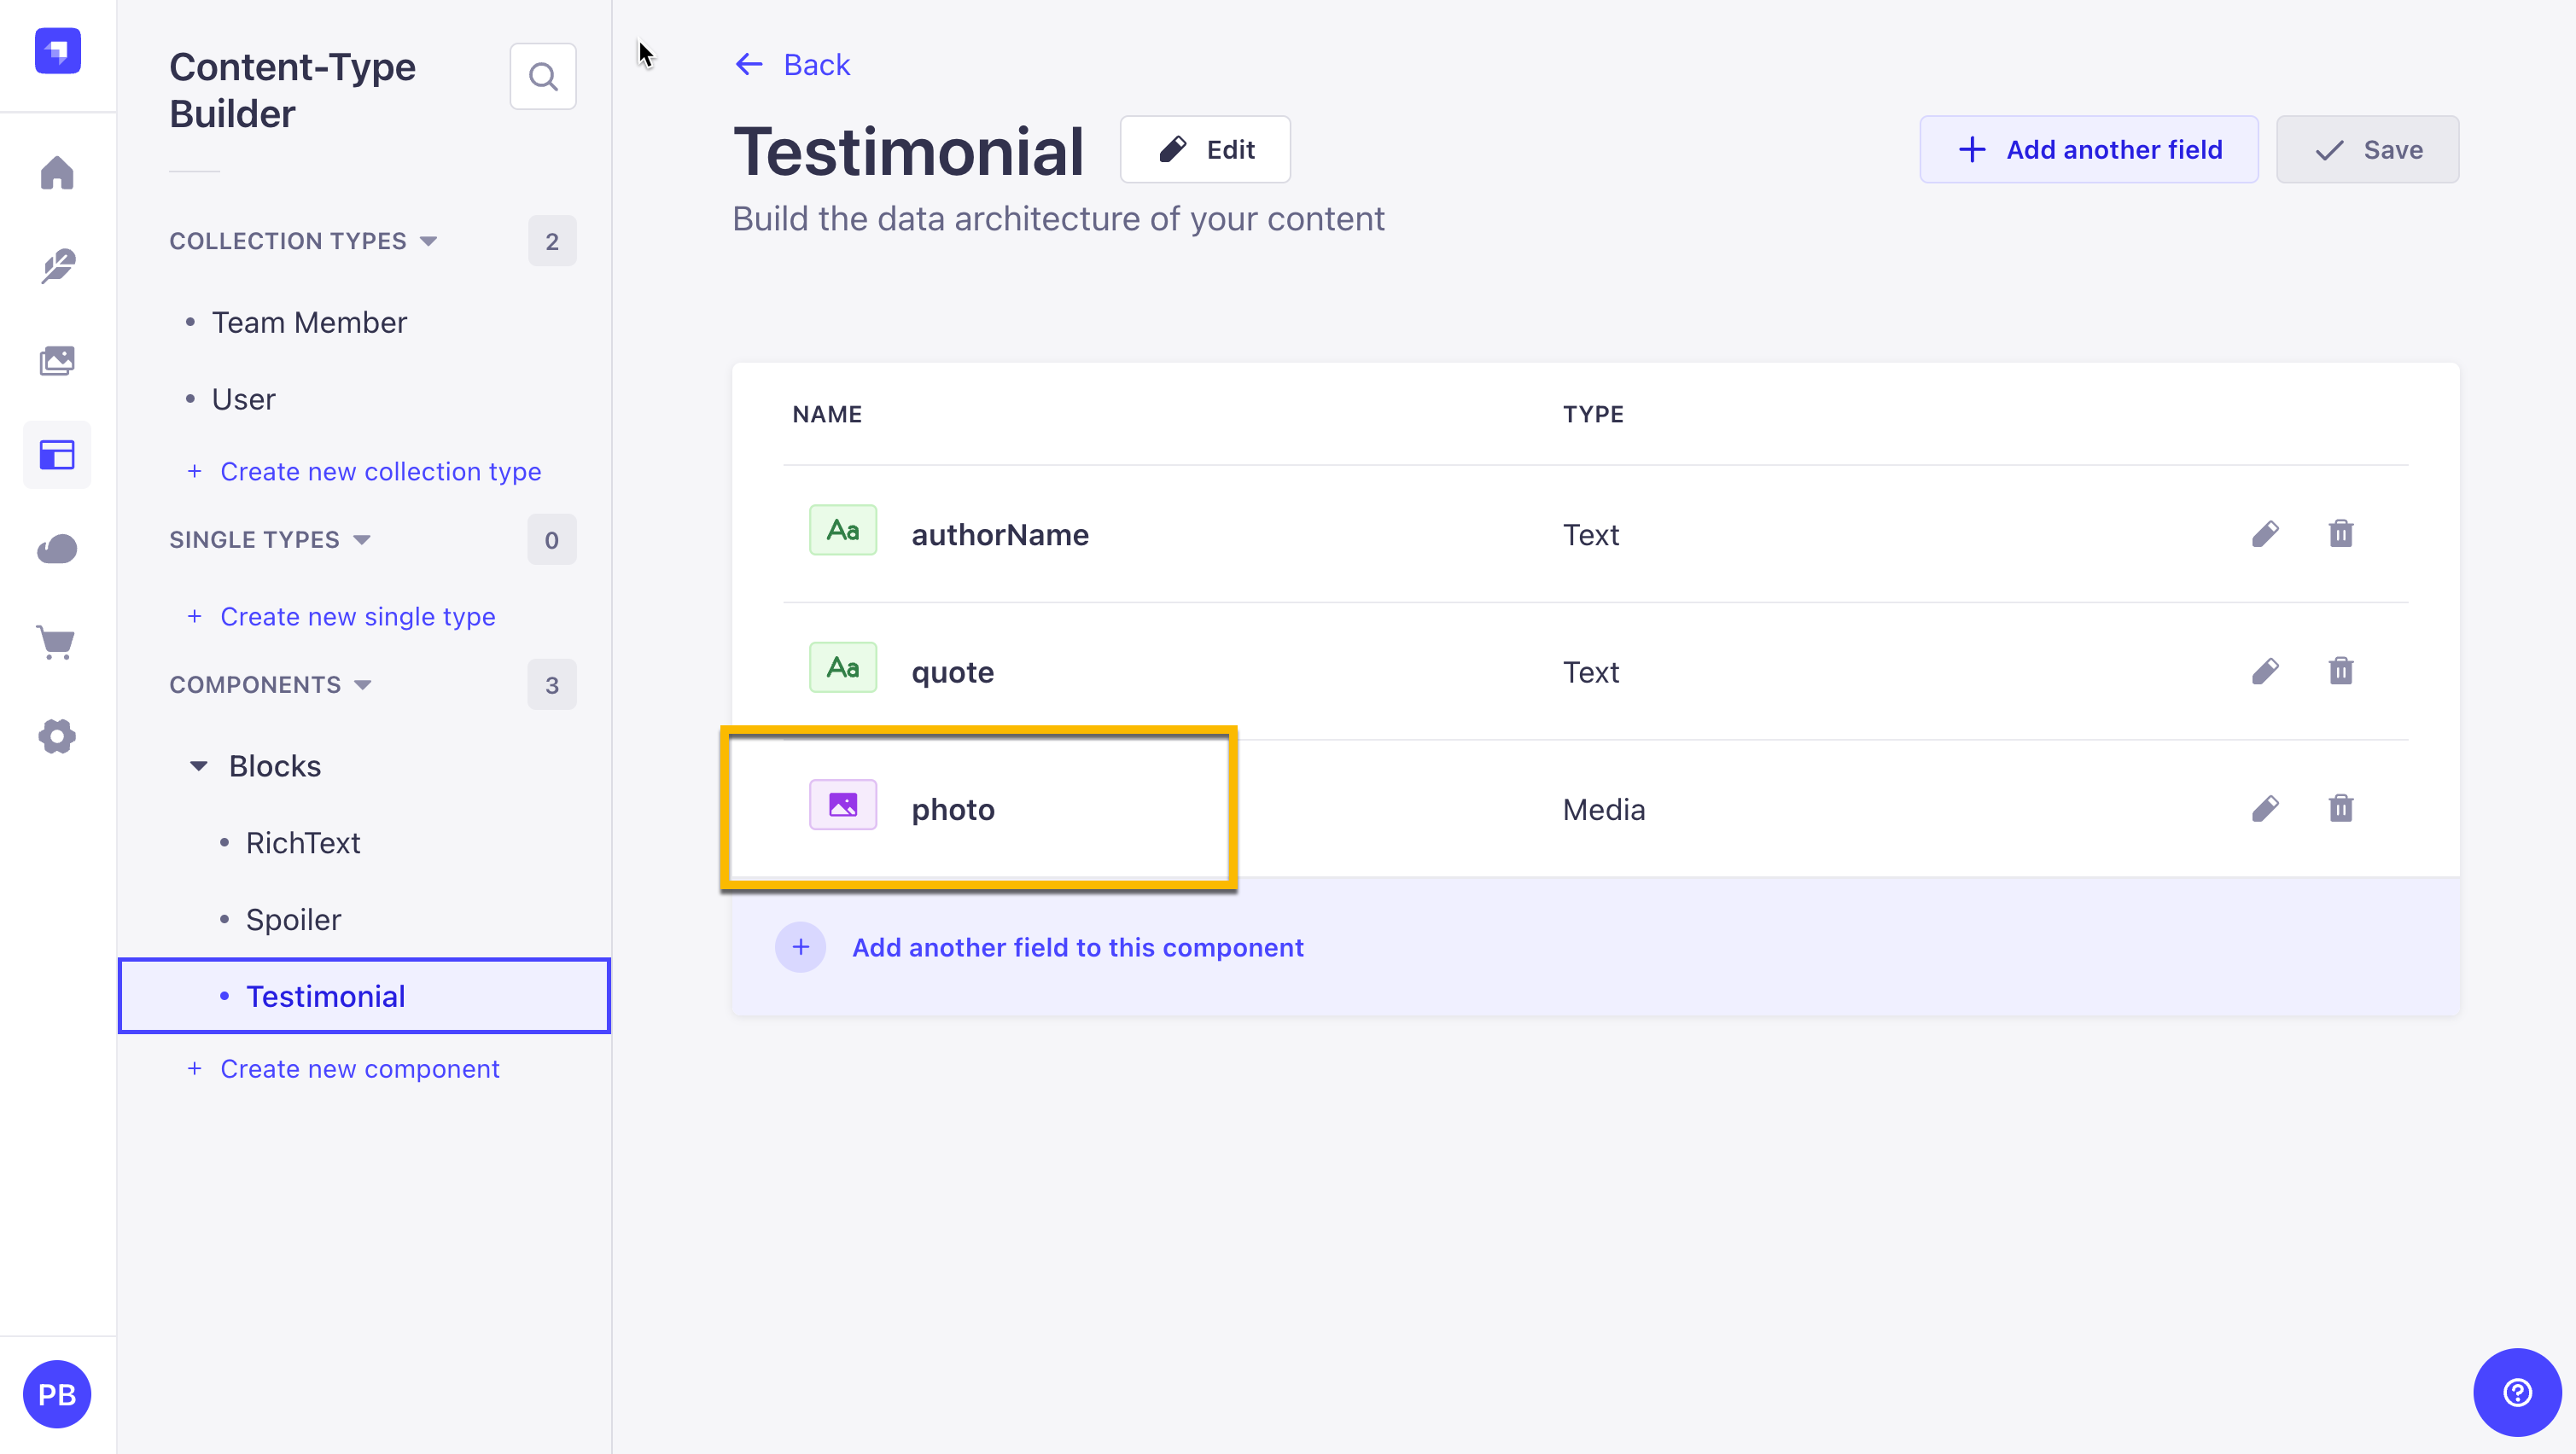 Content-Type
Builder
COLLECTION TYPES
2
Team Member
User
+ Create new collection type
SINGLE TYPES
0
+ Create new single type
COMPONENTS
3
Blocks
RichText
Spoiler
Testimonial
+ Create new component
PB
Back
Testimonial
Edit
Add another field
Save
Build the data architecture of your content
NAME TYPE
Aa authorName Text
Aa quote Text
photo Media
+ Add another field to this component
?